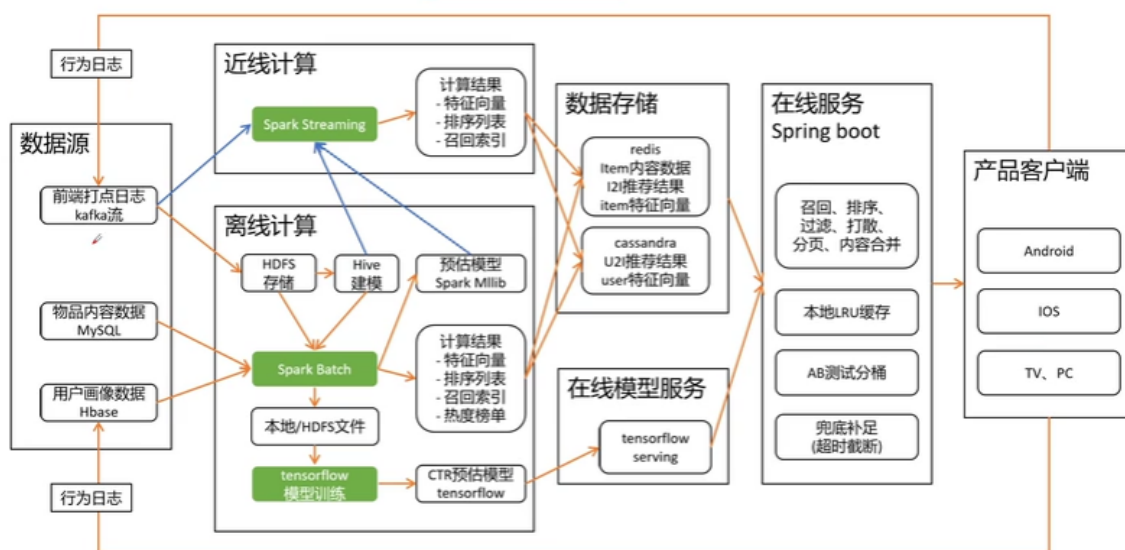 行为日志
数据源
前端打点日志
kafka流
物品内容数据
MySQL
用户画像数据
Hbase
行为日志
近线计算
Spark Streaming
计算结果
- 特征向量
- 排序列表
- 召回索引
离线计算
HDFS
存储
Hive
建模
预估模型
Spark Mllib
Spark Batch
计算结果
- 特征向量
- 排序列表
- 召回索引
- 热度榜单
本地/HDFS文件
tensorflow
模型训练
CTR预估模型
tensorflow
数据存储
redis
Item内容数据
I2I推荐结果
item特征向量
cassandra
U2I推荐结果
user特征向量
在线模型服务
tensorflow
serving
在线服务
Spring boot
召回、排序、
过滤、打散、
分页、内容合并
本地LRU缓存
AB测试分桶
兜底补足
(超时截断)
产品客户端
Android
IOS
TV、PC